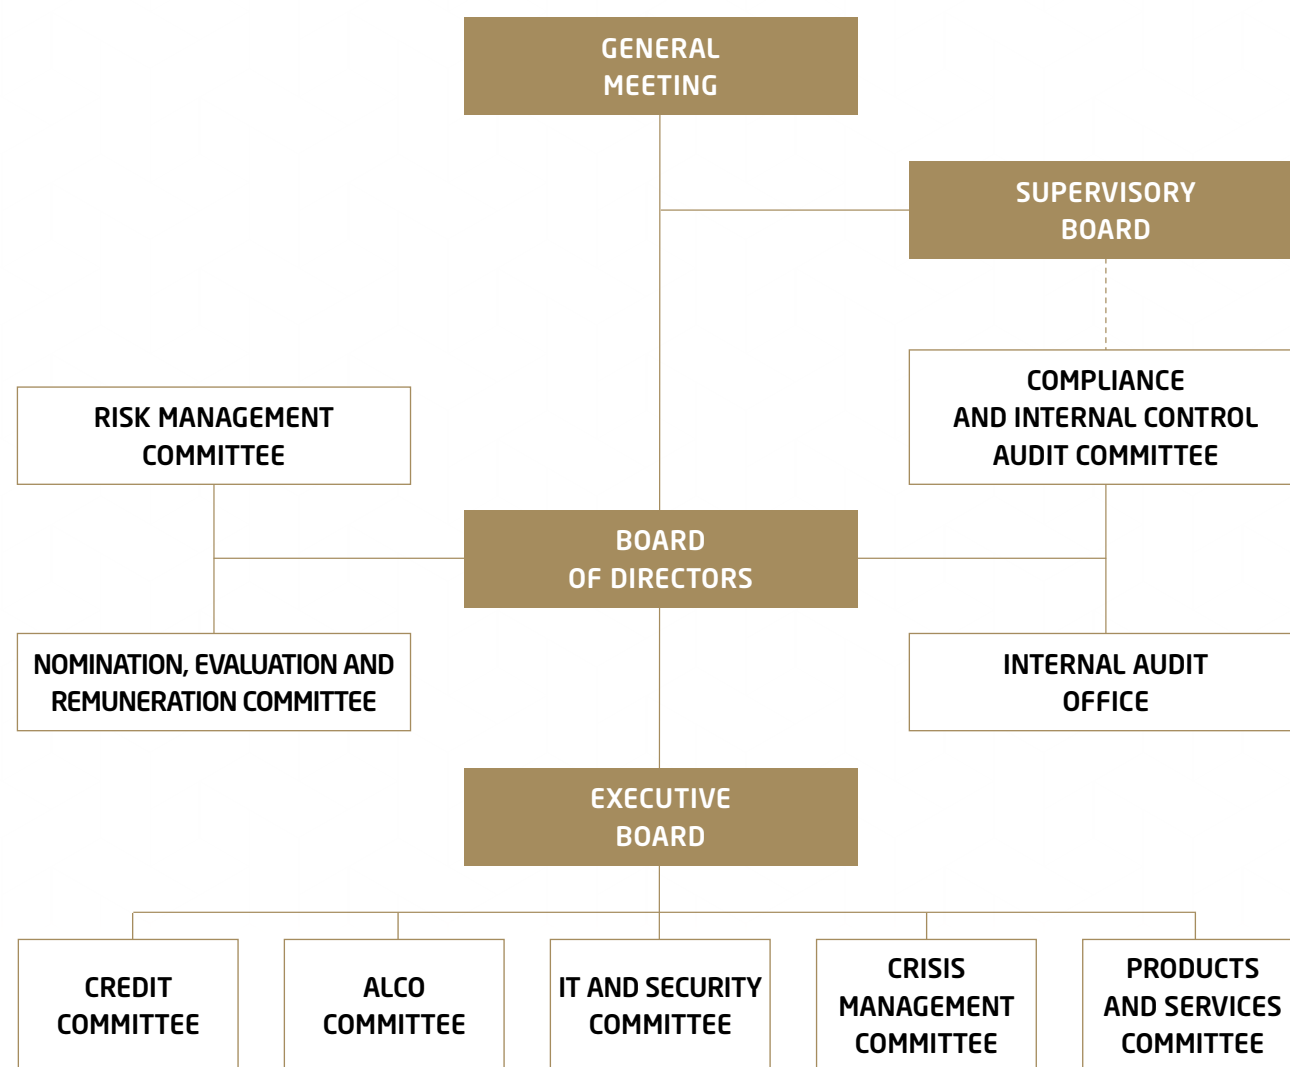 GENERAL
MEETING
SUPERVISORY
BOARD
COMPLIANCE
AND INTERNAL CONTROL
AUDIT COMMITTEE
RISK MANAGEMENT
COMMITTEE
BOARD
OF DIRECTORS
NOMINATION, EVALUATION AND
REMUNERATION COMMITTEE
INTERNAL AUDIT
OFFICE
EXECUTIVE
BOARD
CREDIT
COMMITTEE
ALCO
COMMITTEE
IT AND SECURITY
COMMITTEE
CRISIS
MANAGEMENT
COMMITTEE
PRODUCTS
AND SERVICES
COMMITTEE